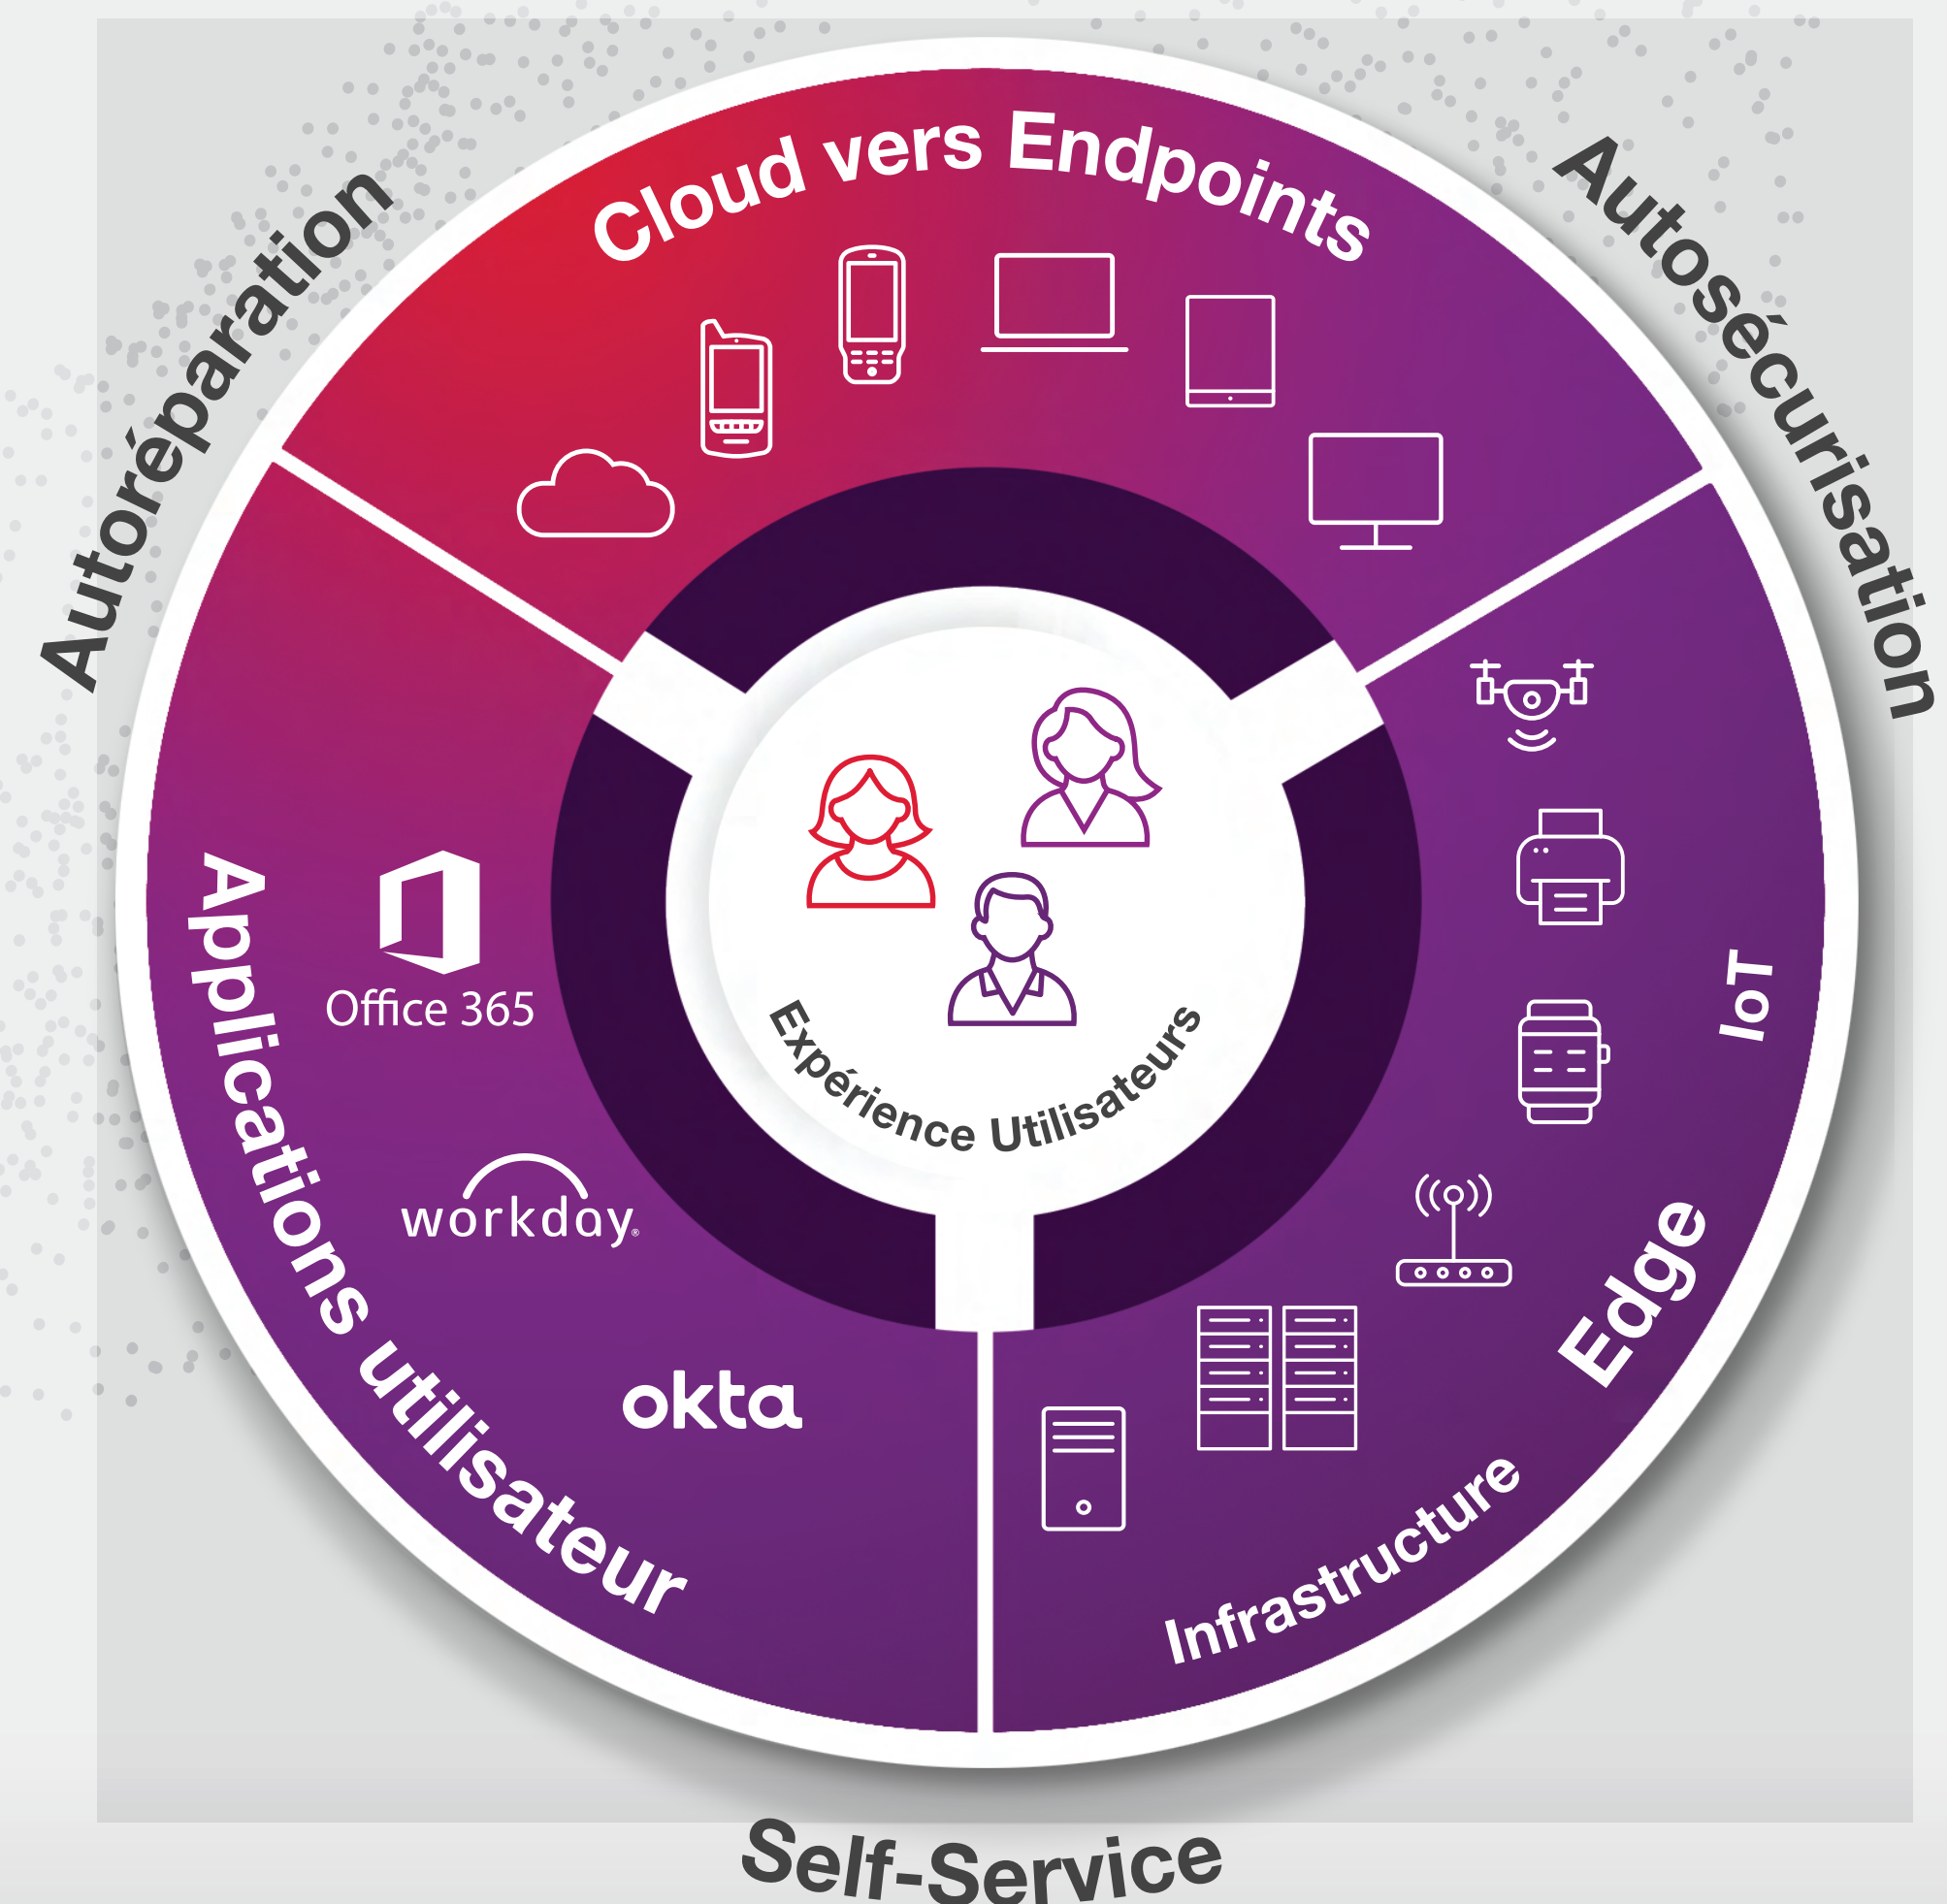 Cloud vers Endpoints
Autoréparation
Autosécurisation
Office 365
workday®
okta
Applications utilisateur
Expérience Utilisateurs
IoT
Edge
Infrastructure
Self-Service